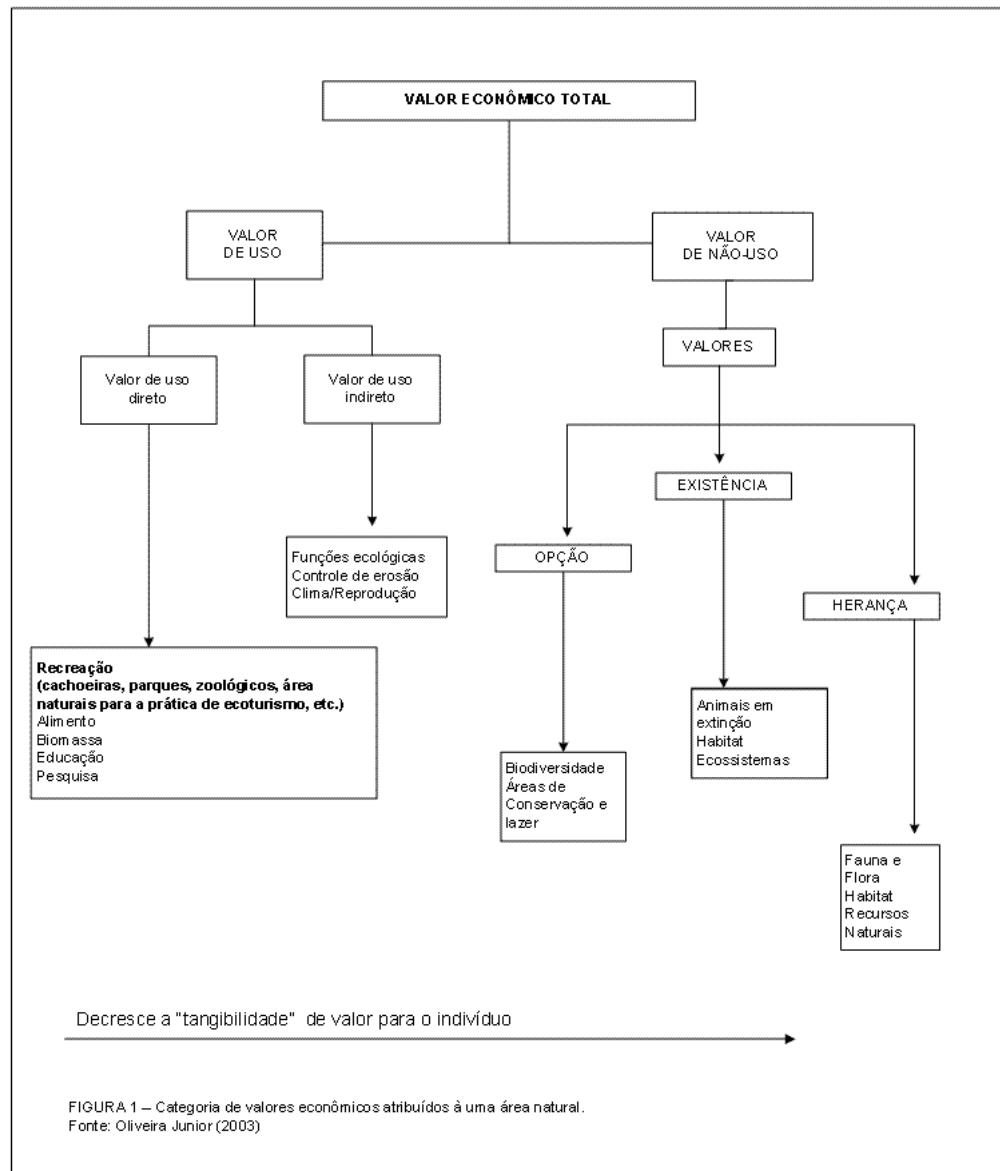 VALOR ECONÔMICO TOTAL
VALOR
DE USO
VALOR
DE NÃO-USO
VALORES
Valor de uso
direto
Valor de uso
indireto
EXISTÊNCIA
Funções ecológicas
Controle de erosão
Clima/Reprodução
OPÇÃO
HERANÇA
Recreação
(cachoeiras, parques, zoológicos, área
naturais para a prática de ecoturismo, etc.)
Alimento
Biomassa
Educação
Pesquisa
Animais em
extinção
Habitat
Ecossistemas
Biodiversidade
Áreas de
Conservação e
lazer
Fauna e
Flora
Habitat
Recursos
Naturais
Decresce a "tangibilidade" de valor para o indivíduo
FIGURA 1 – Categoria de valores econômicos atribuídos à uma área natural.
Fonte: Oliveira Junior (2003)